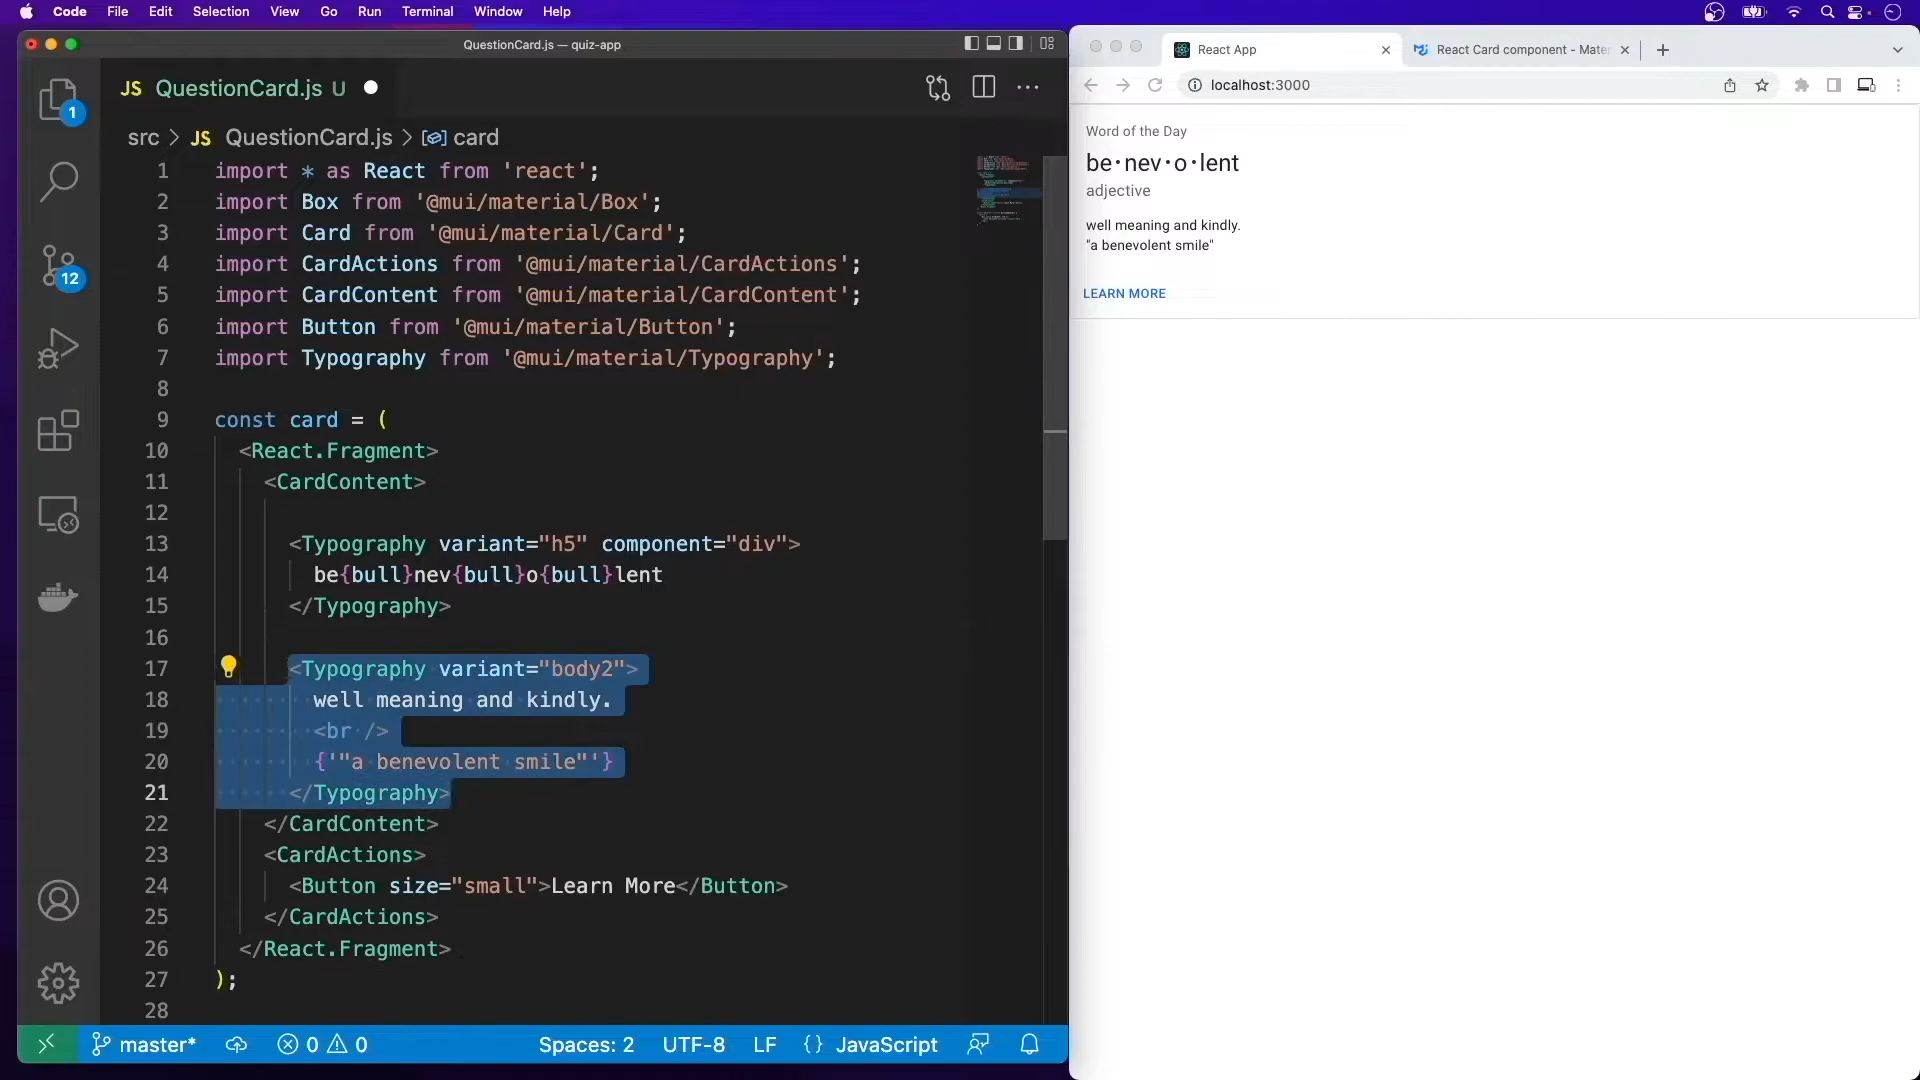 Code File Edit Selection View Go Run Terminal Window Help
QuestionCard.js — quiz-app
JS QuestionCard.js U
src > JS QuestionCard.js > card
1 import * as React from 'react';
2 import Box from '@mui/material/Box';
3 import Card from '@mui/material/Card';
4 import CardActions from '@mui/material/CardActions';
5 import CardContent from '@mui/material/CardContent';
6 import Button from '@mui/material/Button';
7 import Typography from '@mui/material/Typography';
8
9 const card = (
10 <React.Fragment>
11 <CardContent>
12
13 <Typography variant="h5" component="div">
14 be{bull}nev{bull}o{bull}lent
15 </Typography>
16
17 <Typography variant="body2">
18 well meaning and kindly.
19 <br />
20 {'"a benevolent smile"'}
21 </Typography>
22 </CardContent>
23 <CardActions>
24 <Button size="small">Learn More</Button>
25 </CardActions>
26 </React.Fragment>
27 );
28
1
12
master* 0 0 Spaces: 2 UTF-8 LF {} JavaScript
React App
React Card component - Mate
localhost:3000
Word of the Day
be•nev•o•lent
adjective
well meaning and kindly.
"a benevolent smile"
LEARN MORE